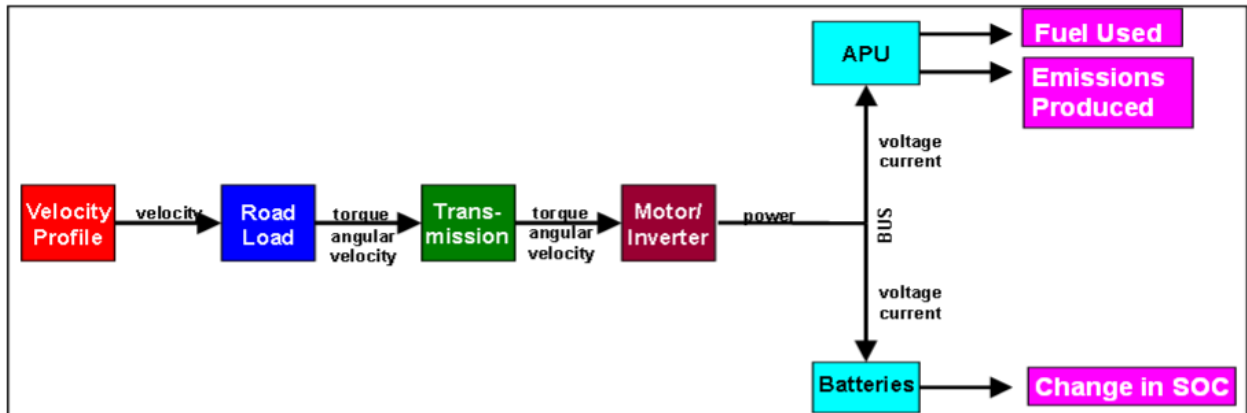 Fuel Used
APU
Emissions
Produced
voltage
current
Velocity
Profile
velocity
Road
Load
torque
angular
velocity
Trans-
mission
torque
angular
velocity
Motor/
Inverter
power
BUS
voltage
current
Batteries
Change in SOC